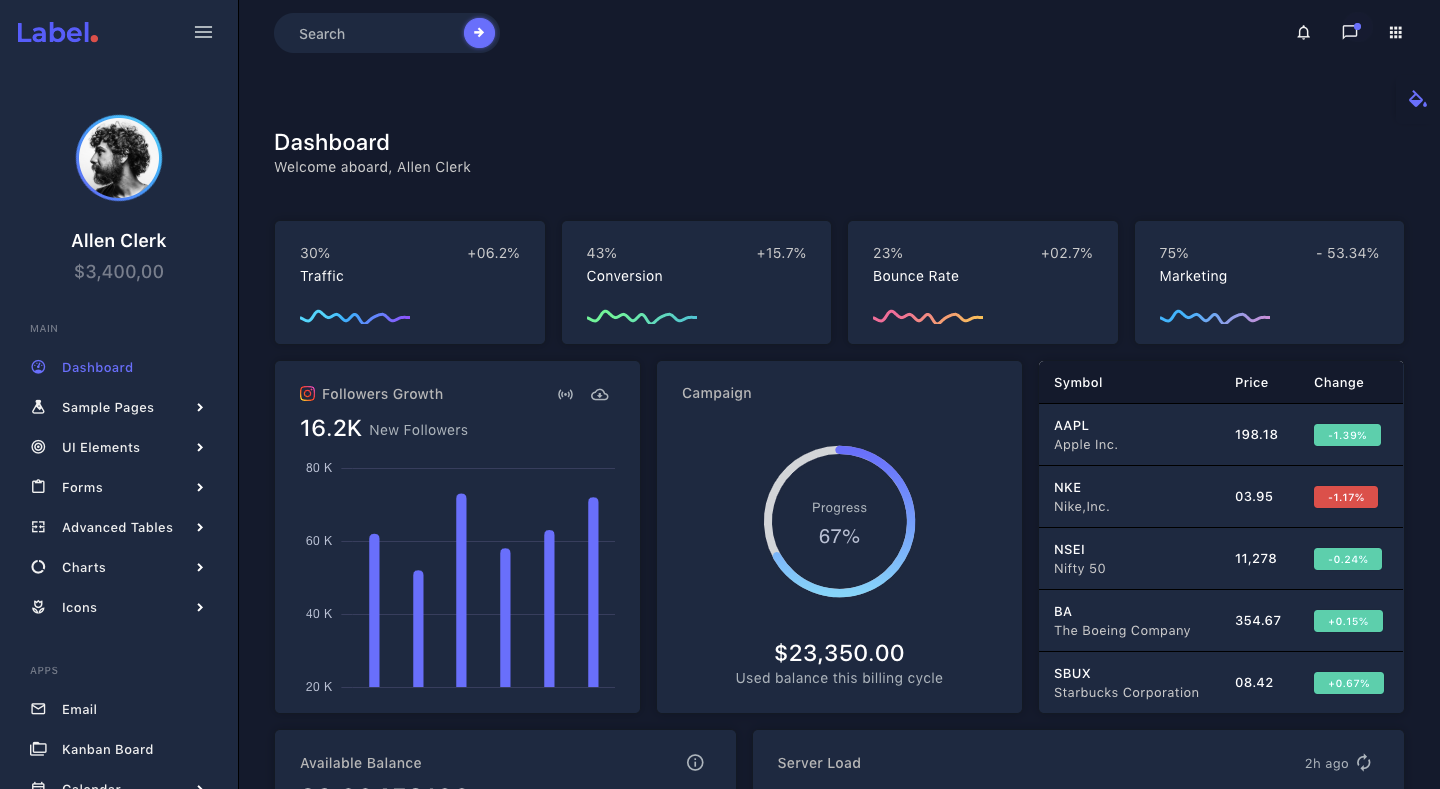 Label.
Search
Allen Clerk
$3,400,00
MAIN
Dashboard
Sample Pages
UI Elements
Forms
Advanced Tables
Charts
Icons
APPS
Email
Kanban Board
Calendar
Dashboard
Welcome aboard, Allen Clerk
30% +06.2%
Traffic
43% +15.7%
Conversion
23% +02.7%
Bounce Rate
75% - 53.34%
Marketing
Followers Growth
16.2K New Followers
80 K
60 K
40 K
20 K
Campaign
Progress
67%
$23,350.00
Used balance this billing cycle
Symbol Price Change
AAPL
Apple Inc.
198.18 -1.39%
NKE
Nike,Inc.
03.95 -1.17%
NSEI
Nifty 50
11,278 -0.24%
BA
The Boeing Company
354.67 +0.15%
SBUX
Starbucks Corporation
08.42 +0.67%
Available Balance
Server Load
2h ago